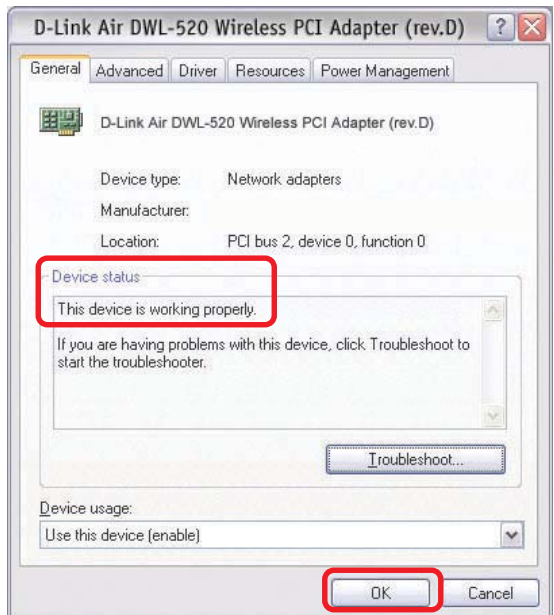 D-Link Air DWL-520 Wireless PCI Adapter (rev.D) ?
General Advanced Driver Resources Power Management
D-Link Air DWL-520 Wireless PCI Adapter (rev.D)
Device type: Network adapters
Manufacturer:
Location: PCI bus 2, device 0, function 0
Device status
This device is working properly.
If you are having problems with this device, click Troubleshoot to
start the troubleshooter.
Troubleshoot...
Device usage:
Use this device (enable)
OK Cancel